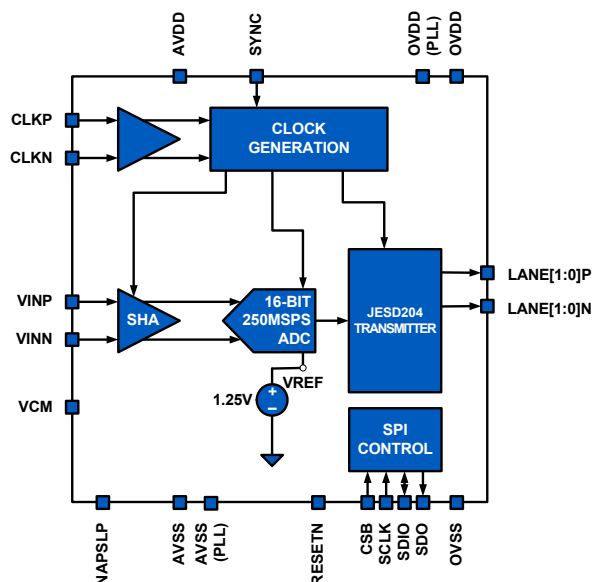 AVDD
SYNC
OVDD
(PLL)
OVDD
CLKP
CLKN
CLOCK
GENERATION
VINP
VINN
SHA
16-BIT
250MSPS
ADC
JESD204
TRANSMITTER
LANE[1:0]P
LANE[1:0]N
VREF
1.25V
+
−
VCM
SPI
CONTROL
NAPSLP
AVSS
AVSS
(PLL)
RESETN
CSB
SCLK
SDIO
SDO
OVSS